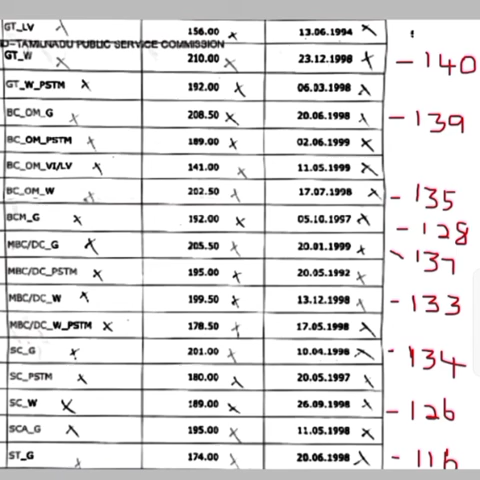 GT_LV 156.00 13.06.1994
D-TAMILNADU PUBLIC SERVICE COMMISSION
GT_W 210.00 23.12.1998 - 140
GT_W_PSTM 192.00 06.03.1998
BC_OM_G 208.50 20.06.1998 - 139
BC_OM_PSTM 189.00 02.06.1999
BC_OM_VI/LV 141.00 11.05.1999
BC_OM_W 202.50 17.07.1998 - 135
BCM_G 192.00 05.10.1997 - 128
MBC/DC_G 205.50 20.01.1999 - 137
MBC/DC_PSTM 195.00 20.05.1992
MBC/DC_W 199.50 13.12.1998 - 133
MBC/DC_W_PSTM 178.50 17.05.1998
SC_G 201.00 10.04.1998 - 134
SC_PSTM 180.00 20.05.1997
SC_W 189.00 26.09.1998 - 126
SCA_G 195.00 11.05.1998
ST_G 174.00 20.06.1998 - 116